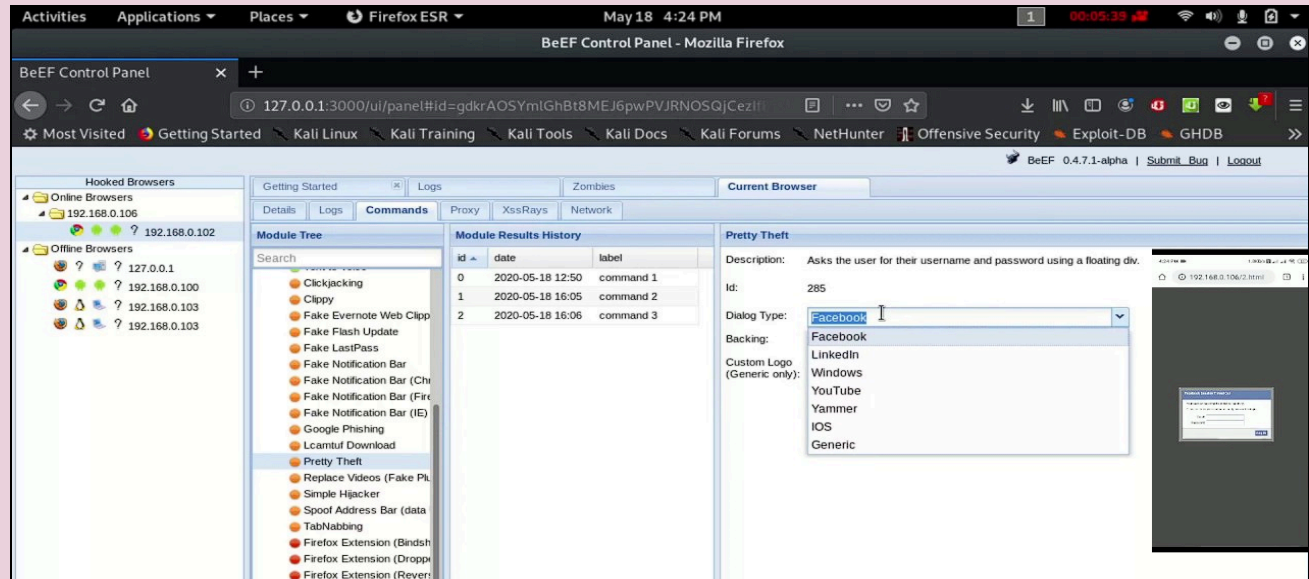 Activities Applications Places Firefox ESR May 18 4:24 PM 1 00:05:39
BeEF Control Panel - Mozilla Firefox
BeEF Control Panel
127.0.0.1:3000/ui/panel#id=gdkrAOSYmlGhBt8MEJ6pwPVJRNOSQjCezIf
Most Visited Getting Started Kali Linux Kali Training Kali Tools Kali Docs Kali Forums NetHunter Offensive Security Exploit-DB GHDB
BeEF 0.4.7.1-alpha | Submit Bug | Logout
Hooked Browsers
Online Browsers
192.168.0.106
? 192.168.0.102
Offline Browsers
? ? 127.0.0.1
? 192.168.0.100
? 192.168.0.103
? 192.168.0.103
Getting Started Logs Zombies Current Browser
Details Logs Commands Proxy XssRays Network
Module Tree
Search
Clickjacking
Clippy
Fake Evernote Web Clipp
Fake Flash Update
Fake LastPass
Fake Notification Bar
Fake Notification Bar (Chr
Fake Notification Bar (Fire
Fake Notification Bar (IE)
Google Phishing
Lcamtuf Download
Pretty Theft
Replace Videos (Fake Plu
Simple Hijacker
Spoof Address Bar (data
TabNabbing
Firefox Extension (Bindsh
Firefox Extension (Droppe
Firefox Extension (Revers
Module Results History
id date label
0 2020-05-18 12:50 command 1
1 2020-05-18 16:05 command 2
2 2020-05-18 16:06 command 3
Pretty Theft
Description: Asks the user for their username and password using a floating div.
Id: 285
Dialog Type: Facebook
Backing:
Custom Logo
(Generic only):
Facebook
LinkedIn
Windows
YouTube
Yammer
IOS
Generic
192.168.0.106/2.html